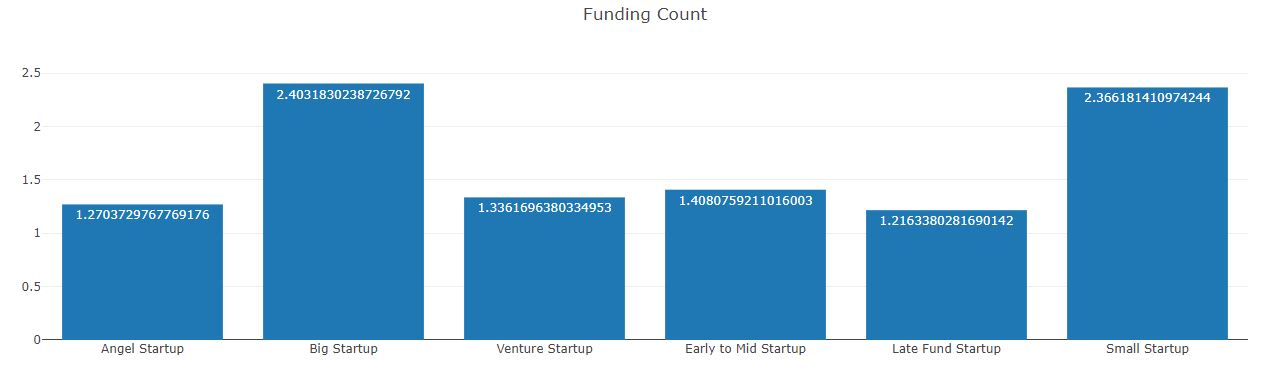 Funding Count
2.5
2
1.5
1
0.5
0
1.2703729767769176
2.4031830238726792
1.3361696380334953
1.4080759211016003
1.2163380281690142
2.366181410974244
Angel Startup
Big Startup
Venture Startup
Early to Mid Startup
Late Fund Startup
Small Startup